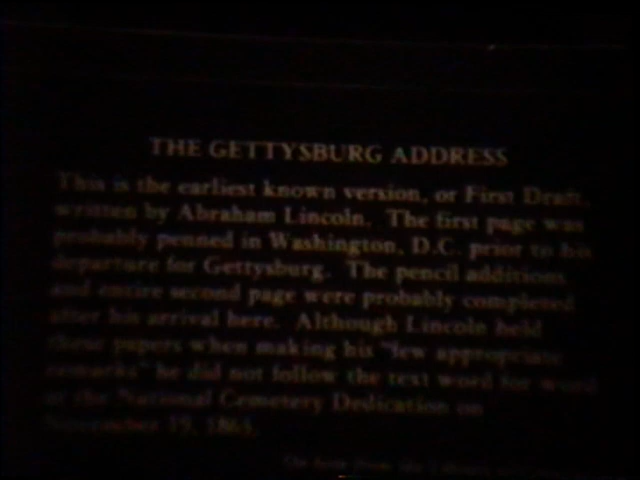 THE GETTYSBURG ADDRESS
This is the earliest known version, or First Draft,
written by Abraham Lincoln. The first page was
probably penned in Washington, D.C. prior to his
departure for Gettysburg. The pencil additions
and entire second page were probably completed
after his arrival here. Although Lincoln held
these papers when making his "few appropriate
remarks" he did not follow the text word for word
at the National Cemetery Dedication on
November 19, 1863.